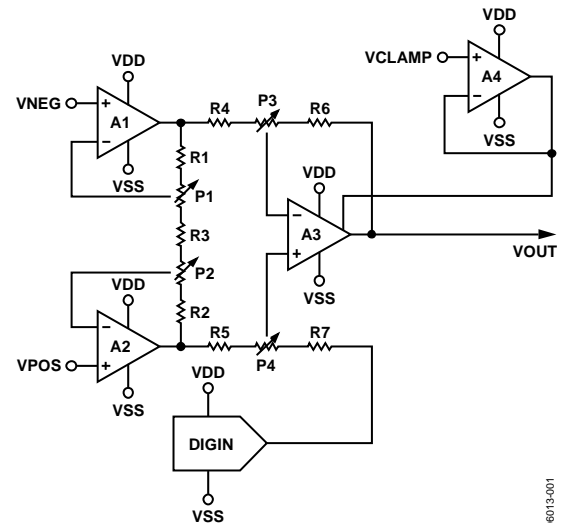 VDD
VDD
VCLAMP
+
A4
−
VSS
VNEG
+
A1
−
VSS
R4
P3
R6
R1
P1
R3
P2
R2
VDD
−
A3
+
VSS
VOUT
VDD
−
A2
+
VPOS
VSS
R5
P4
R7
VDD
DIGIN
VSS
6013-001